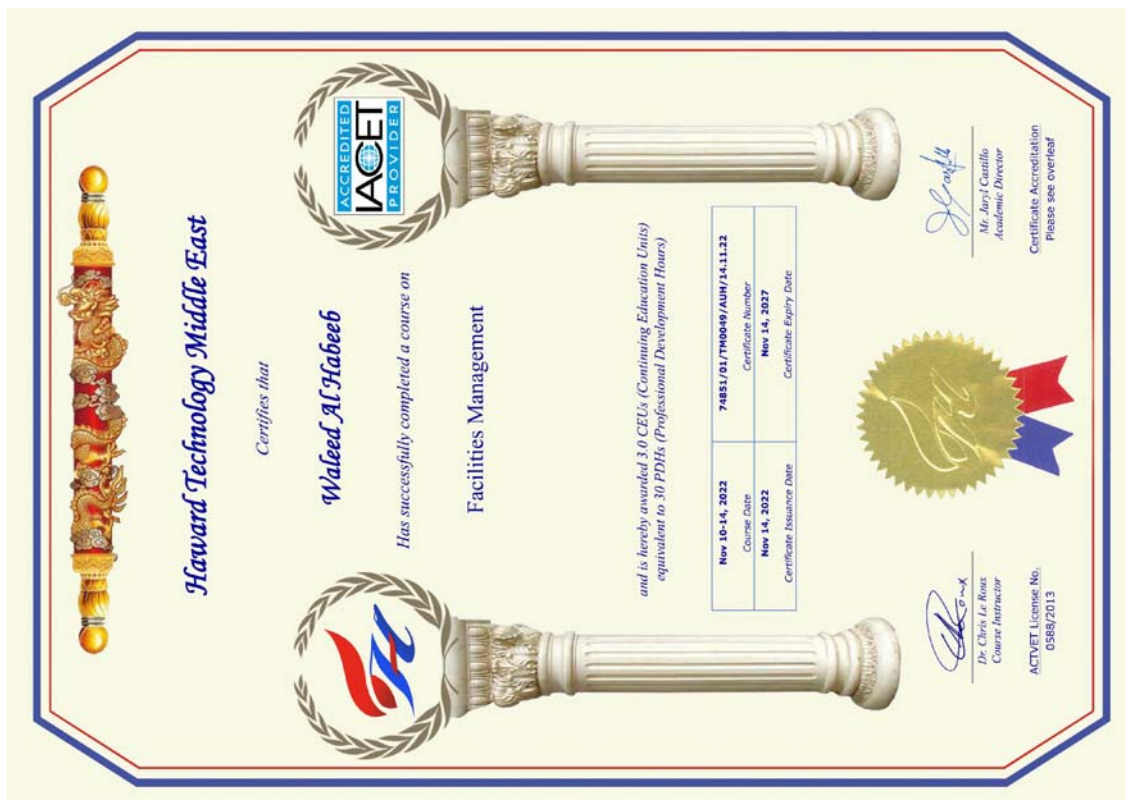 Haward Technology Middle East
Certifies that
Waleed Al Habeeb
ACCREDITED
IACET
PROVIDER
Has successfully completed a course on
Facilities Management
and is hereby awarded 3.0 CEUs (Continuing Education Units)
equivalent to 30 PDHs (Professional Development Hours)
Nov 10-14, 2022
Course Date
74851/01/TM0049/AUH/14.11.22
Certificate Number
Nov 14, 2022
Certificate Issuance Date
Nov 14, 2027
Certificate Expiry Date
Dr. Chris Le Roux
Course Instructor
ACTVET License No.
0588/2013
Mr. Jaryl Castillo
Academic Director
Certificate Accreditation
Please see overleaf